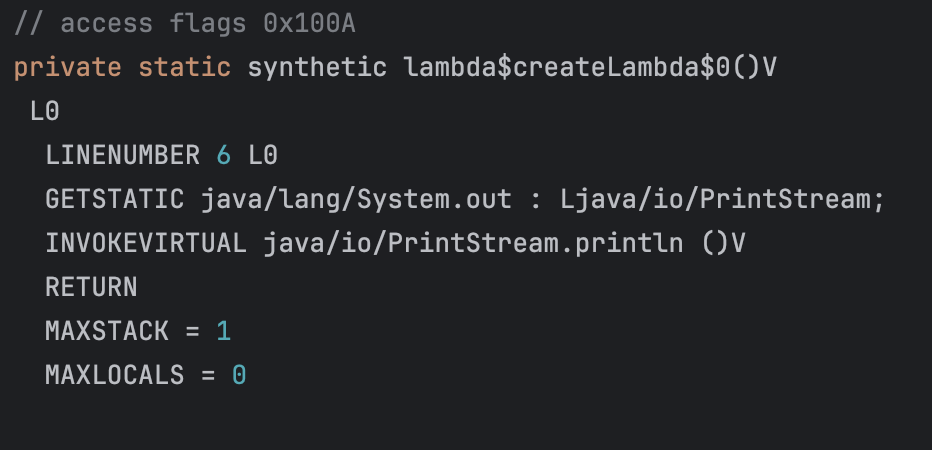 // access flags 0x100A
private static synthetic lambda$createLambda$0()V
L0
LINENUMBER 6 L0
GETSTATIC java/lang/System.out : Ljava/io/PrintStream;
INVOKEVIRTUAL java/io/PrintStream.println ()V
RETURN
MAXSTACK = 1
MAXLOCALS = 0